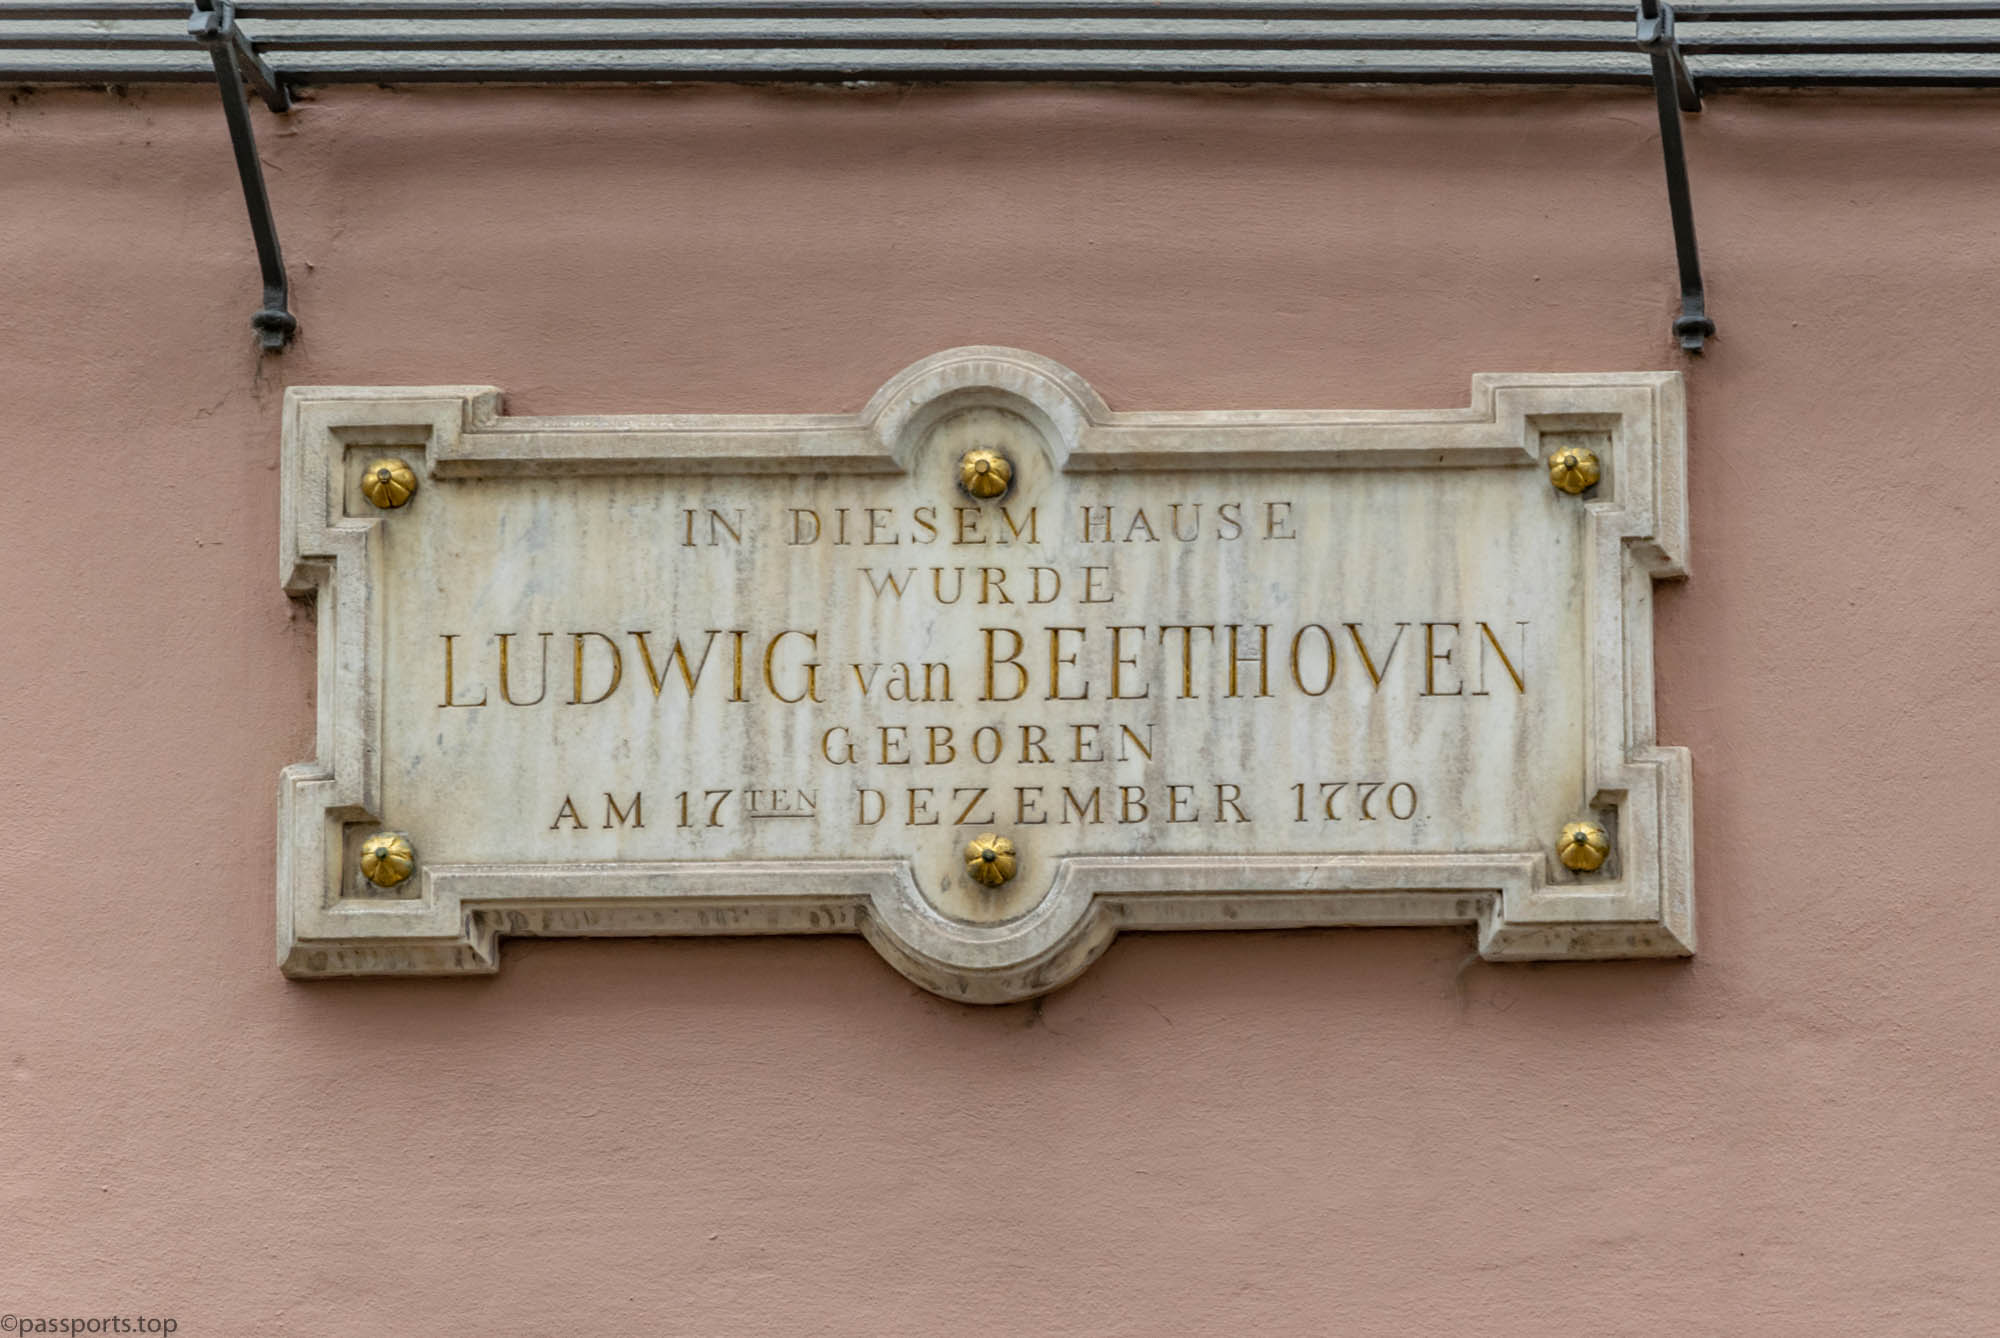 IN DIESEM HAUSE
WURDE
LUDWIG van BEETHOVEN
GEBOREN
AM 17TEN DEZEMBER 1770.
©passports.top